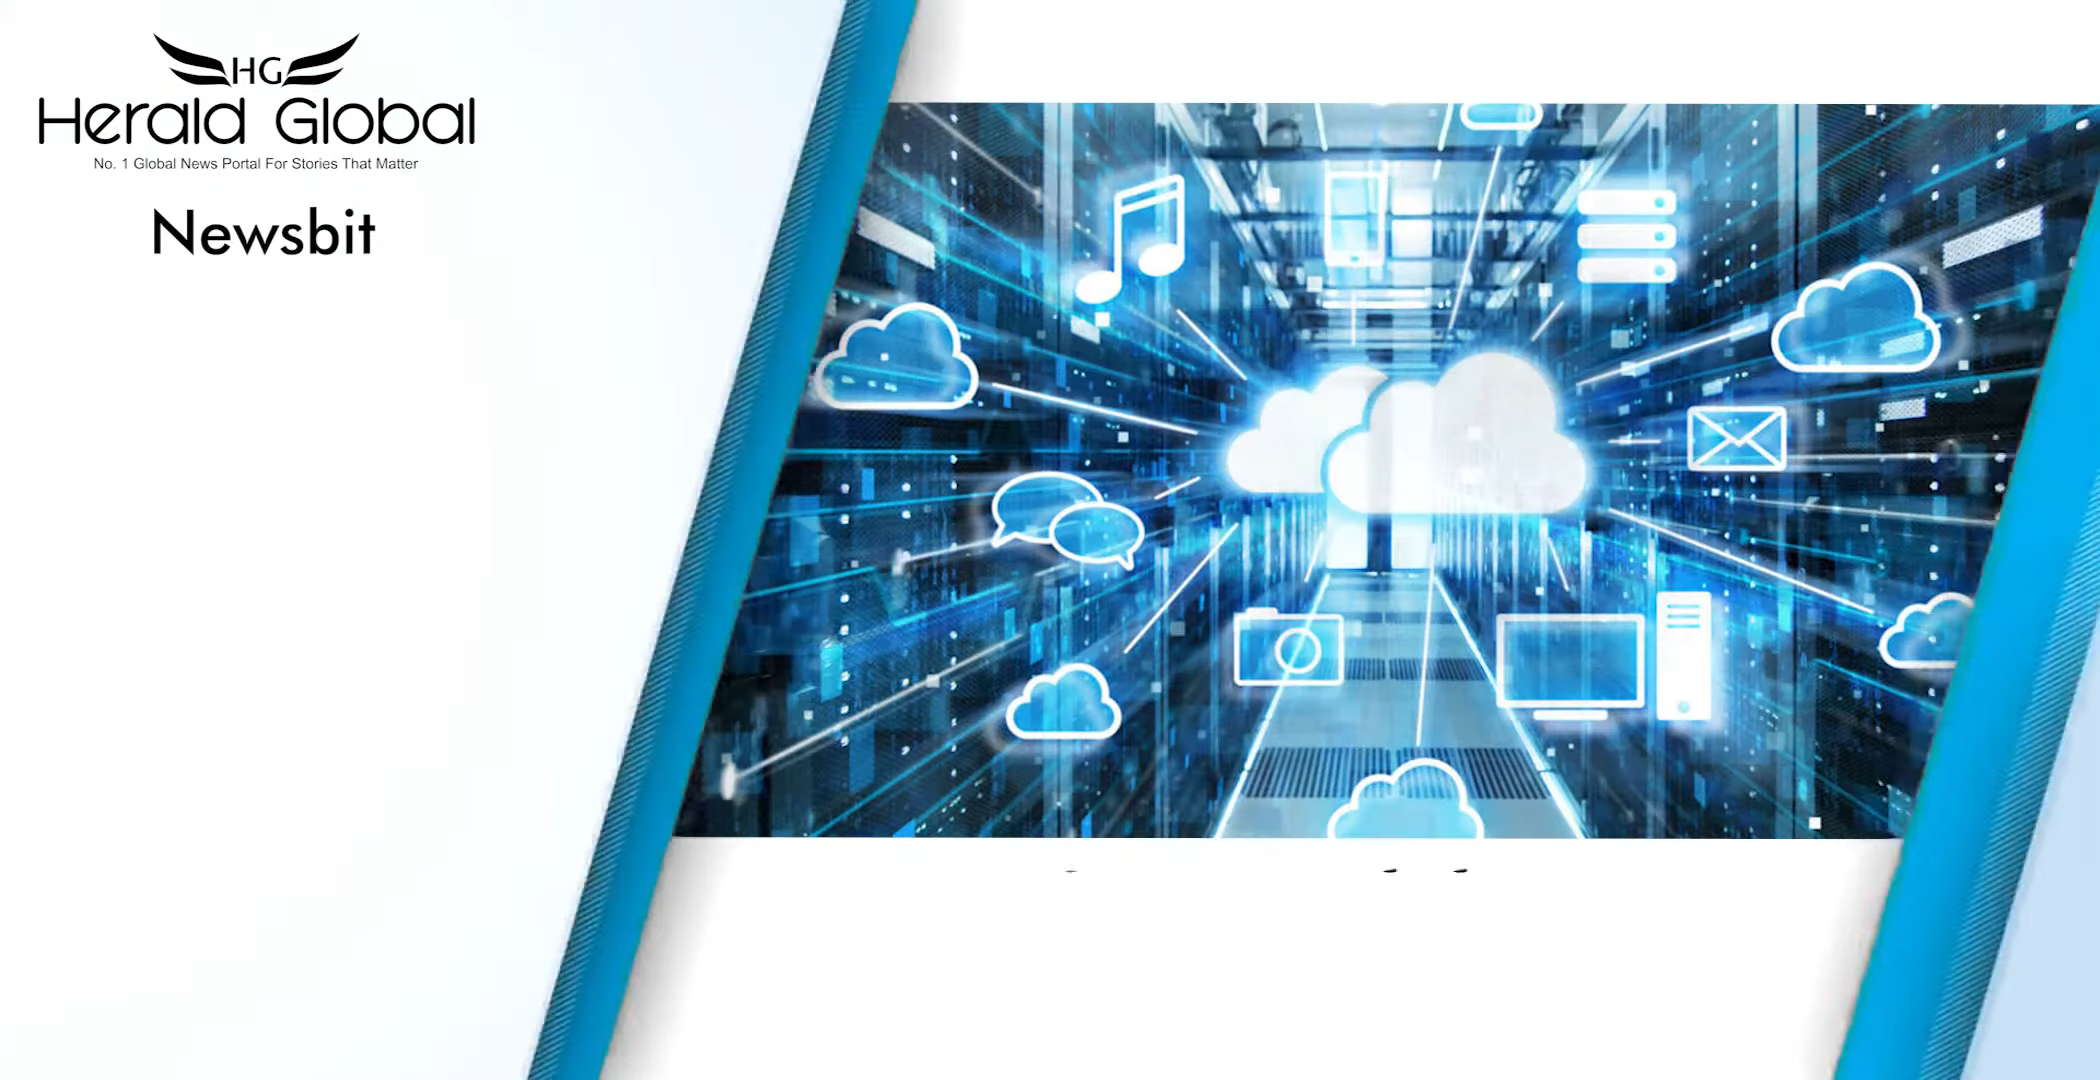 HG
Herald Global
No. 1 Global News Portal For Stories That Matter
Newsbit